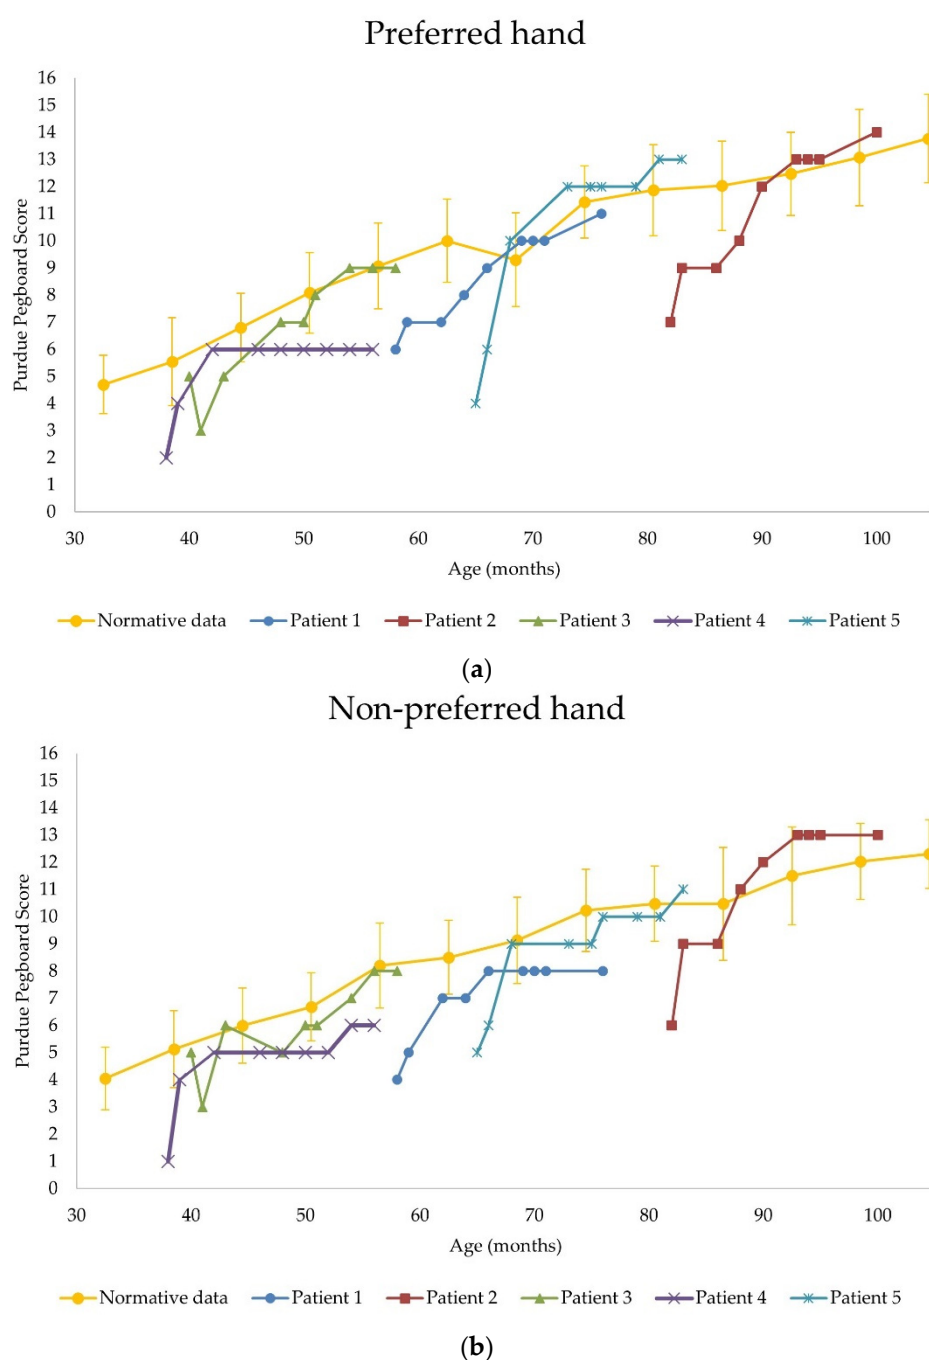 Preferred hand
16
15
14
13
12
11
10
9
8
7
6
5
4
3
2
1
0
Purdue Pegboard Score
30 40 50 60 70 80 90 100
Age (months)
Normative data Patient 1 Patient 2 Patient 3 Patient 4 Patient 5
(a)
Non-preferred hand
16
15
14
13
12
11
10
9
8
7
6
5
4
3
2
1
0
Purdue Pegboard Score
30 40 50 60 70 80 90 100
Age (months)
Normative data Patient 1 Patient 2 Patient 3 Patient 4 Patient 5
(b)